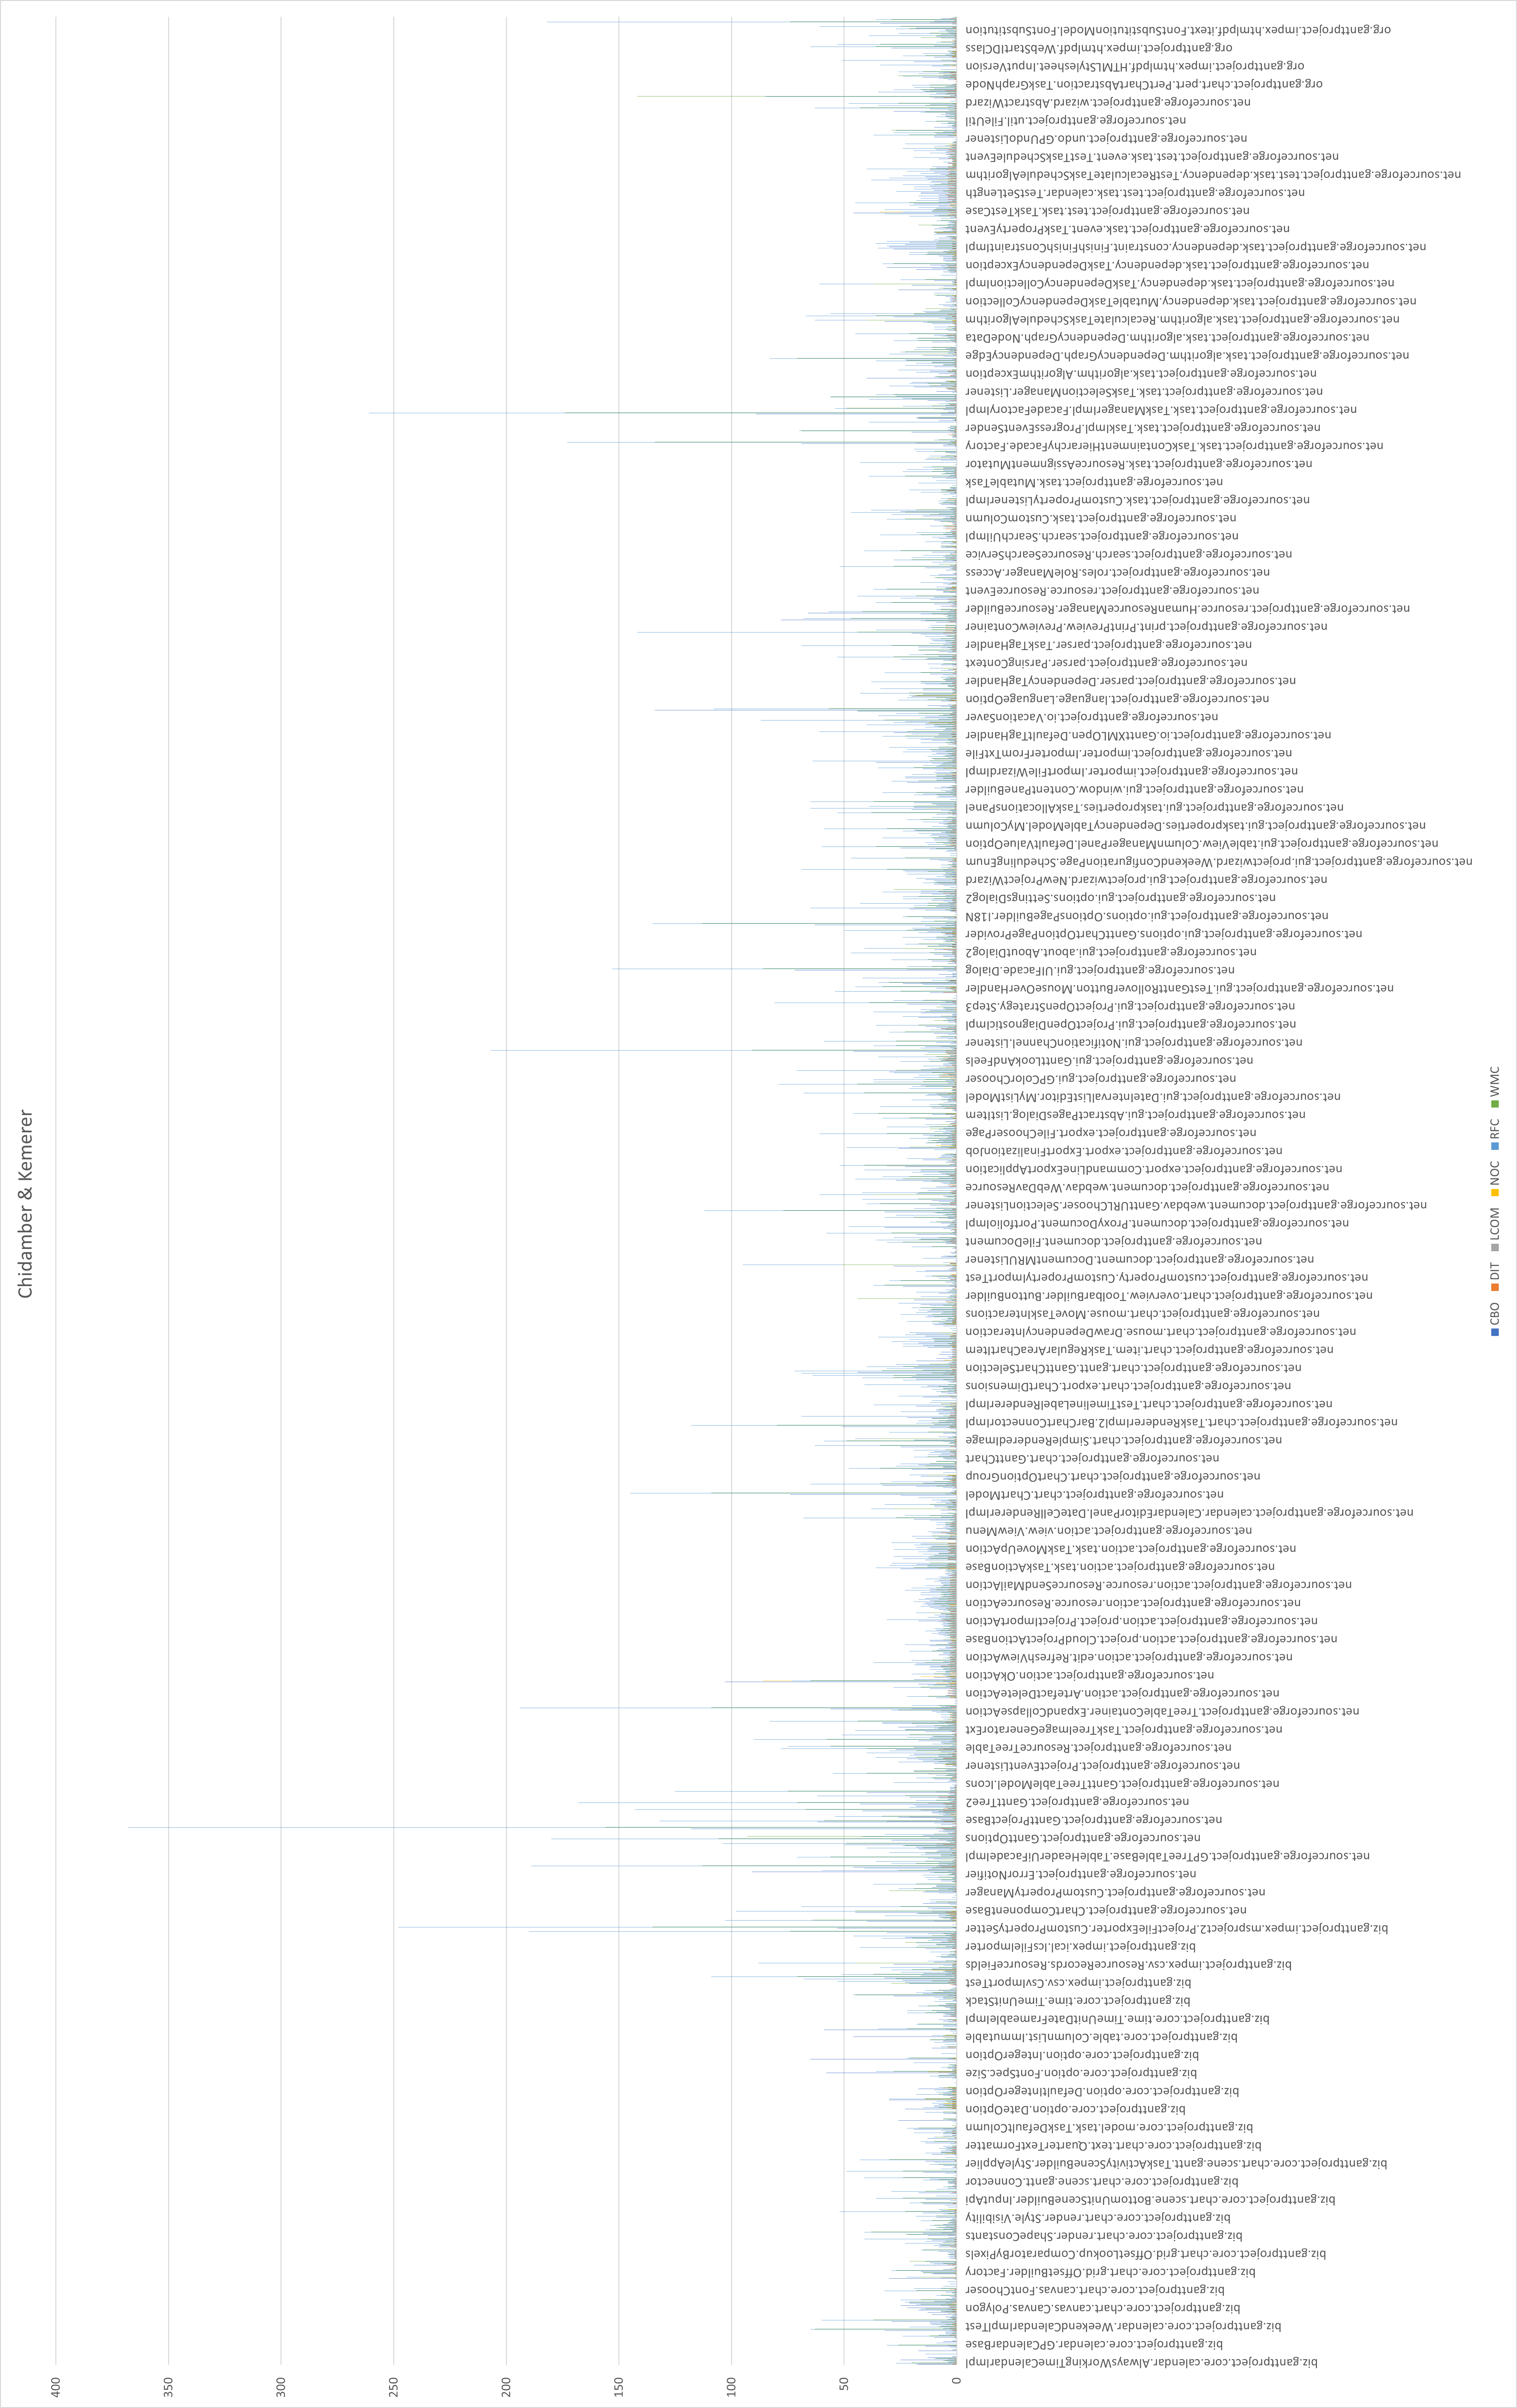 Chidamber & Kemerer
400
350
300
250
200
150
100
50
0
biz.ganttproject.core.calendar.AlwaysWorkingTimeCalendarImpl
biz.ganttproject.core.calendar.GPCalendarBase
biz.ganttproject.core.calendar.WeekendCalendarImplTest
biz.ganttproject.core.chart.canvas.Canvas.Polygon
biz.ganttproject.core.chart.canvas.FontChooser
biz.ganttproject.core.chart.grid.OffsetBuilder.Factory
biz.ganttproject.core.chart.grid.OffsetLookup.ComparatorByPixels
biz.ganttproject.core.chart.render.ShapeConstants
biz.ganttproject.core.chart.render.Style.Visibility
biz.ganttproject.core.chart.scene.BottomUnitSceneBuilder.InputApi
biz.ganttproject.core.chart.scene.gantt.Connector
biz.ganttproject.core.chart.scene.gantt.TaskActivitySceneBuilder.StyleApplier
biz.ganttproject.core.chart.text.QuarterTextFormatter
biz.ganttproject.core.model.task.TaskDefaultColumn
biz.ganttproject.core.option.DateOption
biz.ganttproject.core.option.DefaultIntegerOption
biz.ganttproject.core.option.FontSpec.Size
biz.ganttproject.core.option.IntegerOption
biz.ganttproject.core.table.ColumnList.Immutable
biz.ganttproject.core.time.TimeUnitDateFrameableImpl
biz.ganttproject.core.time.TimeUnitStack
biz.ganttproject.impex.csv.CsvImportTest
biz.ganttproject.impex.csv.ResourceRecords.ResourceFields
biz.ganttproject.impex.ical.IcsFileImporter
biz.ganttproject.impex.msproject2.ProjectFileExporter.CustomPropertySetter
net.sourceforge.ganttproject.ChartComponentBase
net.sourceforge.ganttproject.CustomPropertyManager
net.sourceforge.ganttproject.ErrorNotifier
net.sourceforge.ganttproject.GPTreeTableBase.TableHeaderUiFacadeImpl
net.sourceforge.ganttproject.GanttOptions
net.sourceforge.ganttproject.GanttProjectBase
net.sourceforge.ganttproject.GanttTree2
net.sourceforge.ganttproject.GanttTreeTableModel.Icons
net.sourceforge.ganttproject.ProjectEventListener
net.sourceforge.ganttproject.ResourceTreeTable
net.sourceforge.ganttproject.TaskTreeImageGeneratorExt
net.sourceforge.ganttproject.TreeTableContainer.ExpandCollapseAction
net.sourceforge.ganttproject.action.ArtefactDeleteAction
net.sourceforge.ganttproject.action.OkAction
net.sourceforge.ganttproject.action.edit.RefreshViewAction
net.sourceforge.ganttproject.action.project.CloudProjectActionBase
net.sourceforge.ganttproject.action.project.ProjectImportAction
net.sourceforge.ganttproject.action.resource.ResourceAction
net.sourceforge.ganttproject.action.resource.ResourceSendMailAction
net.sourceforge.ganttproject.action.task.TaskActionBase
net.sourceforge.ganttproject.action.task.TaskMoveUpAction
net.sourceforge.ganttproject.action.view.ViewMenu
net.sourceforge.ganttproject.calendar.CalendarEditorPanel.DateCellRendererImpl
net.sourceforge.ganttproject.chart.ChartModel
net.sourceforge.ganttproject.chart.ChartOptionGroup
net.sourceforge.ganttproject.chart.GanttChart
net.sourceforge.ganttproject.chart.SimpleRenderedImage
net.sourceforge.ganttproject.chart.TaskRendererImpl2.BarChartConnectorImpl
net.sourceforge.ganttproject.chart.TestTimelineLabelRendererImpl
net.sourceforge.ganttproject.chart.export.ChartDimensions
net.sourceforge.ganttproject.chart.gantt.GanttChartSelection
net.sourceforge.ganttproject.chart.item.TaskRegularAreaChartItem
net.sourceforge.ganttproject.chart.mouse.DrawDependencyInteraction
net.sourceforge.ganttproject.chart.mouse.MoveTaskInteractions
net.sourceforge.ganttproject.chart.overview.ToolbarBuilder.ButtonBuilder
net.sourceforge.ganttproject.customProperty.CustomPropertyImportTest
net.sourceforge.ganttproject.document.DocumentMRUListener
net.sourceforge.ganttproject.document.FileDocument
net.sourceforge.ganttproject.document.ProxyDocument.PortfolioImpl
net.sourceforge.ganttproject.document.webdav.GanttURLChooser.SelectionListener
net.sourceforge.ganttproject.document.webdav.WebDavResource
net.sourceforge.ganttproject.export.CommandLineExportApplication
net.sourceforge.ganttproject.export.ExportFinalizationJob
net.sourceforge.ganttproject.export.FileChooserPage
net.sourceforge.ganttproject.gui.AbstractPagesDialog.ListItem
net.sourceforge.ganttproject.gui.DateIntervalListEditor.MyListModel
net.sourceforge.ganttproject.gui.GPColorChooser
net.sourceforge.ganttproject.gui.GanttLookAndFeels
net.sourceforge.ganttproject.gui.NotificationChannel.Listener
net.sourceforge.ganttproject.gui.ProjectOpenDiagnosticImpl
net.sourceforge.ganttproject.gui.ProjectOpenStrategy.Step3
net.sourceforge.ganttproject.gui.TestGanttRolloverButton.MouseOverHandler
net.sourceforge.ganttproject.gui.UIFacade.Dialog
net.sourceforge.ganttproject.gui.about.AboutDialog2
net.sourceforge.ganttproject.gui.options.GanttChartOptionPageProvider
net.sourceforge.ganttproject.gui.options.OptionsPageBuilder.I18N
net.sourceforge.ganttproject.gui.options.SettingsDialog2
net.sourceforge.ganttproject.gui.projectwizard.NewProjectWizard
net.sourceforge.ganttproject.gui.projectwizard.WeekendConfigurationPage.SchedulingEnum
net.sourceforge.ganttproject.gui.tableView.ColumnManagerPanel.DefaultValueOption
net.sourceforge.ganttproject.gui.taskproperties.DependencyTableModel.MyColumn
net.sourceforge.ganttproject.gui.taskproperties.TaskAllocationsPanel
net.sourceforge.ganttproject.gui.window.ContentPaneBuilder
net.sourceforge.ganttproject.importer.ImportFileWizardImpl
net.sourceforge.ganttproject.importer.ImporterFromTxtFile
net.sourceforge.ganttproject.io.GanttXMLOpen.DefaultTagHandler
net.sourceforge.ganttproject.io.VacationSaver
net.sourceforge.ganttproject.language.LanguageOption
net.sourceforge.ganttproject.parser.DependencyTagHandler
net.sourceforge.ganttproject.parser.ParsingContext
net.sourceforge.ganttproject.parser.TaskTagHandler
net.sourceforge.ganttproject.print.PrintPreview.PreviewContainer
net.sourceforge.ganttproject.resource.HumanResourceManager.ResourceBuilder
net.sourceforge.ganttproject.resource.ResourceEvent
net.sourceforge.ganttproject.roles.RoleManager.Access
net.sourceforge.ganttproject.search.ResourceSearchService
net.sourceforge.ganttproject.search.SearchUiImpl
net.sourceforge.ganttproject.task.CustomColumn
net.sourceforge.ganttproject.task.CustomPropertyListenerImpl
net.sourceforge.ganttproject.task.MutableTask
net.sourceforge.ganttproject.task.ResourceAssignmentMutator
net.sourceforge.ganttproject.task.TaskContainmentHierarchyFacade.Factory
net.sourceforge.ganttproject.task.TaskImpl.ProgressEventSender
net.sourceforge.ganttproject.task.TaskManagerImpl.FacadeFactoryImpl
net.sourceforge.ganttproject.task.TaskSelectionManager.Listener
net.sourceforge.ganttproject.task.algorithm.AlgorithmException
net.sourceforge.ganttproject.task.algorithm.DependencyGraph.DependencyEdge
net.sourceforge.ganttproject.task.algorithm.DependencyGraph.NodeData
net.sourceforge.ganttproject.task.algorithm.RecalculateTaskScheduleAlgorithm
net.sourceforge.ganttproject.task.dependency.MutableTaskDependencyCollection
net.sourceforge.ganttproject.task.dependency.TaskDependencyCollectionImpl
net.sourceforge.ganttproject.task.dependency.TaskDependencyException
net.sourceforge.ganttproject.task.dependency.constraint.FinishFinishConstraintImpl
net.sourceforge.ganttproject.task.event.TaskPropertyEvent
net.sourceforge.ganttproject.test.task.TaskTestCase
net.sourceforge.ganttproject.test.task.calendar.TestSetLength
net.sourceforge.ganttproject.test.task.dependency.TestRecalculateTaskScheduleAlgorithm
net.sourceforge.ganttproject.test.task.event.TestTaskScheduleEvent
net.sourceforge.ganttproject.undo.GPUndoListener
net.sourceforge.ganttproject.util.FileUtil
net.sourceforge.ganttproject.wizard.AbstractWizard
org.ganttproject.chart.pert.PertChartAbstraction.TaskGraphNode
org.ganttproject.impex.htmlpdf.HTMLStylesheet.InputVersion
org.ganttproject.impex.htmlpdf.WebStartIDClass
org.ganttproject.impex.htmlpdf.itext.FontSubstitutionModel.FontSubstitution
CBO DIT LCOM NOC RFC WMC